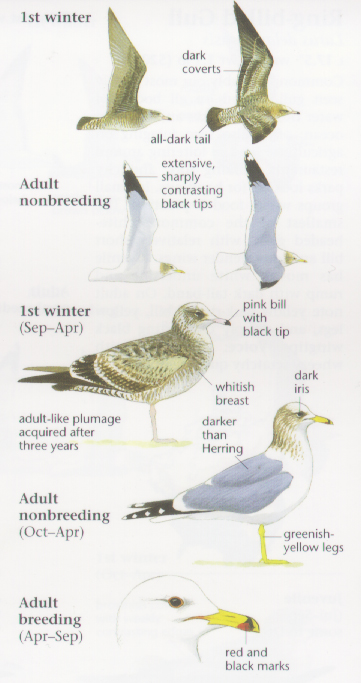 1st winter
dark
coverts
all-dark tail
Adult
nonbreeding
extensive,
sharply
contrasting
black tips
1st winter
(Sep–Apr)
pink bill
with
black tip
whitish
breast
adult-like plumage
acquired after
three years
dark
iris
darker
than
Herring
Adult
nonbreeding
(Oct–Apr)
greenish-
yellow legs
Adult
breeding
(Apr–Sep)
red and
black marks